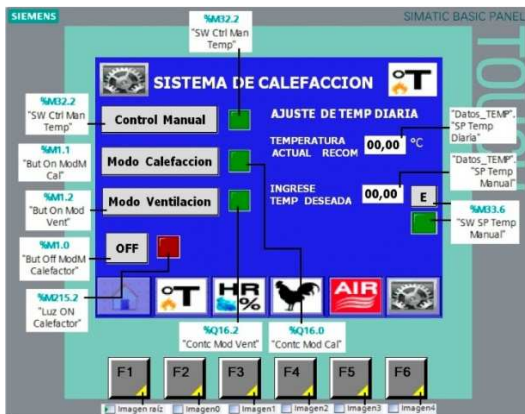 SIEMENS
SIMATIC BASIC PANEL
TOUCH
%M32.2
"SW Ctrl Man
Temp"
SISTEMA DE CALEFACCION
°T
%M32.2
"SW Ctrl Man
Temp"
Control Manual
AJUSTE DE TEMP DIARIA
"Datos_TEMP".
"SP Temp
Diaria"
TEMPERATURA
ACTUAL RECOM
00,00
°C
%M1.1
"But On ModM
Cal"
Modo Calefaccion
"Datos_TEMP".
"SP Temp
Manual"
%M1.2
"But On Mod
Vent"
Modo Ventilacion
INGRESE
TEMP DESEADA
00,00
E
%M33.6
"SW SP Temp
Manual"
%M1.0
"But Off ModM
Calefactor"
OFF
%M215.2
"Luz ON
Calefactor"
°T
HR
%
AIR
%Q16.2
"Contc Mod Vent"
%Q16.0
"Contc Mod Cal"
F1
F2
F3
F4
F5
F6
Imagen raíz
Imagen0
Imagen1
Imagen2
Imagen3
Imagen4